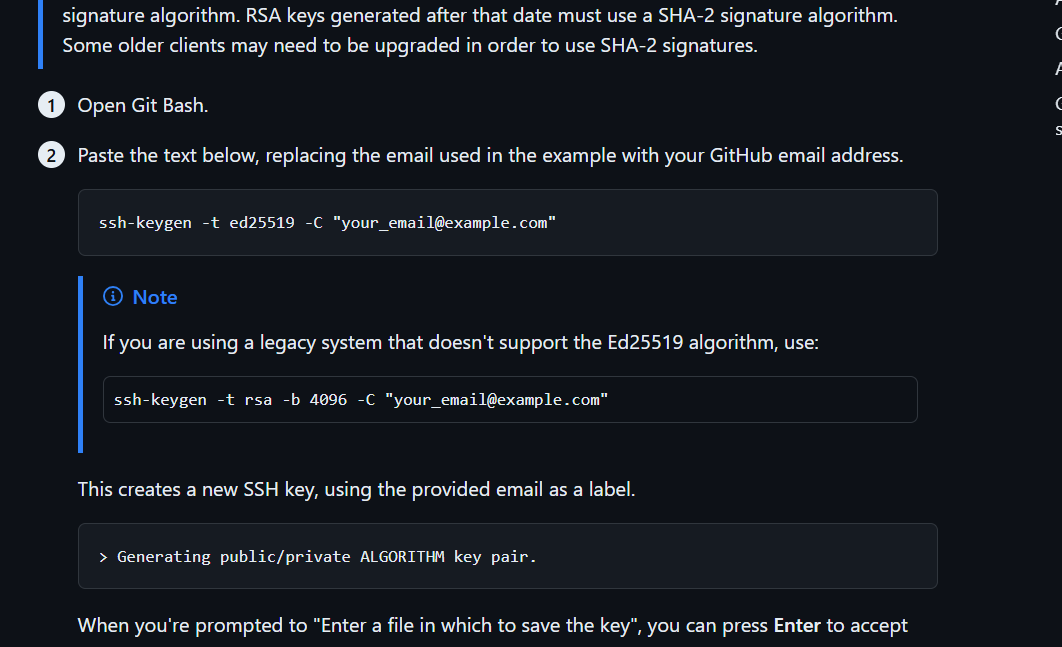 signature algorithm. RSA keys generated after that date must use a SHA-2 signature algorithm.
Some older clients may need to be upgraded in order to use SHA-2 signatures.
1 Open Git Bash.
2 Paste the text below, replacing the email used in the example with your GitHub email address.
ssh-keygen -t ed25519 -C "your_email@example.com"
Note
If you are using a legacy system that doesn't support the Ed25519 algorithm, use:
ssh-keygen -t rsa -b 4096 -C "your_email@example.com"
This creates a new SSH key, using the provided email as a label.
> Generating public/private ALGORITHM key pair.
When you're prompted to "Enter a file in which to save the key", you can press Enter to accept